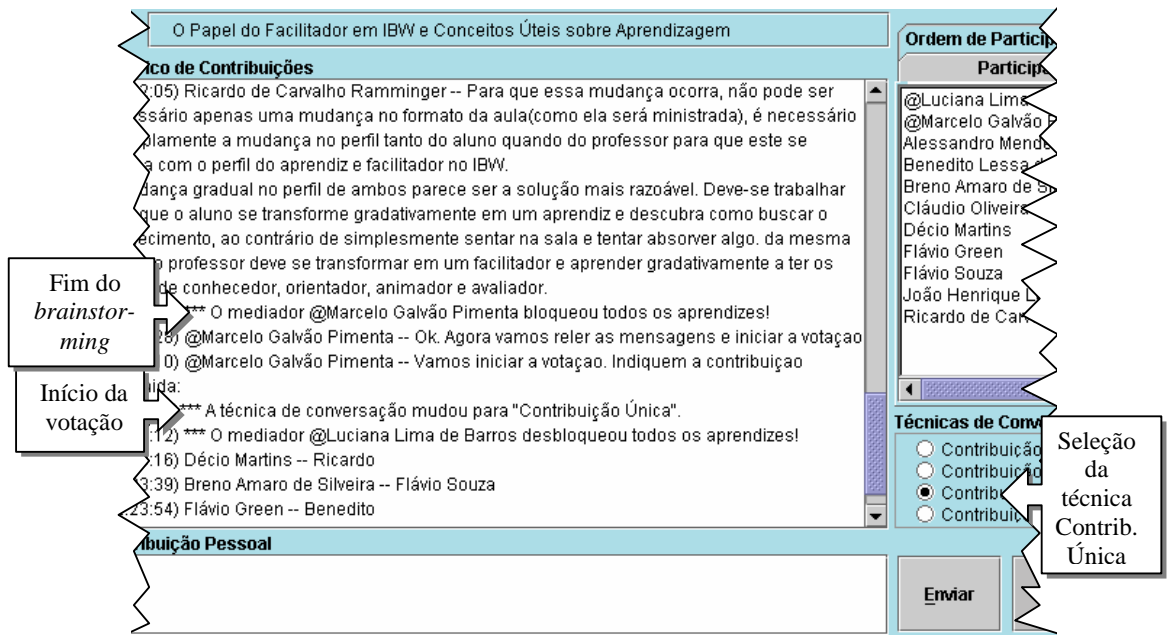 O Papel do Facilitador em IBW e Conceitos Úteis sobre Aprendizagem
ico de Contribuições
2:05) Ricardo de Carvalho Ramminger -- Para que essa mudança ocorra, não pode ser
ssário apenas uma mudança no formato da aula(como ela será ministrada), é necessário
plamente a mudança no perfil tanto do aluno quando do professor para que este se
a com o perfil do aprendiz e facilitador no IBW.
dança gradual no perfil de ambos parece ser a solução mais razoável. Deve-se trabalhar
que o aluno se transforme gradativamente em um aprendiz e descubra como buscar o
ecimento, ao contrário de simplesmente sentar na sala e tentar absorver algo. da mesma
o professor deve se transformar em um facilitador e aprender gradativamente a ter os
de conhecedor, orientador, animador e avaliador.
*** O mediador @Marcelo Galvão Pimenta bloqueou todos os aprendizes!
28) @Marcelo Galvão Pimenta -- Ok. Agora vamos reler as mensagens e iniciar a votaçao
0) @Marcelo Galvão Pimenta -- Vamos iniciar a votaçao. Indiquem a contribuiçao
ida:
*** A técnica de conversação mudou para "Contribuição Única".
:12) *** O mediador @Luciana Lima de Barros desbloqueou todos os aprendizes!
:16) Décio Martins -- Ricardo
3:39) Breno Amaro de Silveira -- Flávio Souza
:23:54) Flávio Green -- Benedito
ibuição Pessoal
Fim do
brainstor-
ming
Início da
votação
Ordem de Particip
Particip
@Luciana Lima
@Marcelo Galvão P
Alessandro Mende
Benedito Lessa d
Breno Amaro de S
Cláudio Oliveira
Décio Martins
Flávio Green
Flávio Souza
João Henrique L
Ricardo de Car
Técnicas de Conv
Contribuição
Contribuição
Contrib
Contribuiç
Seleção
da
técnica
Contrib.
Única
Enviar